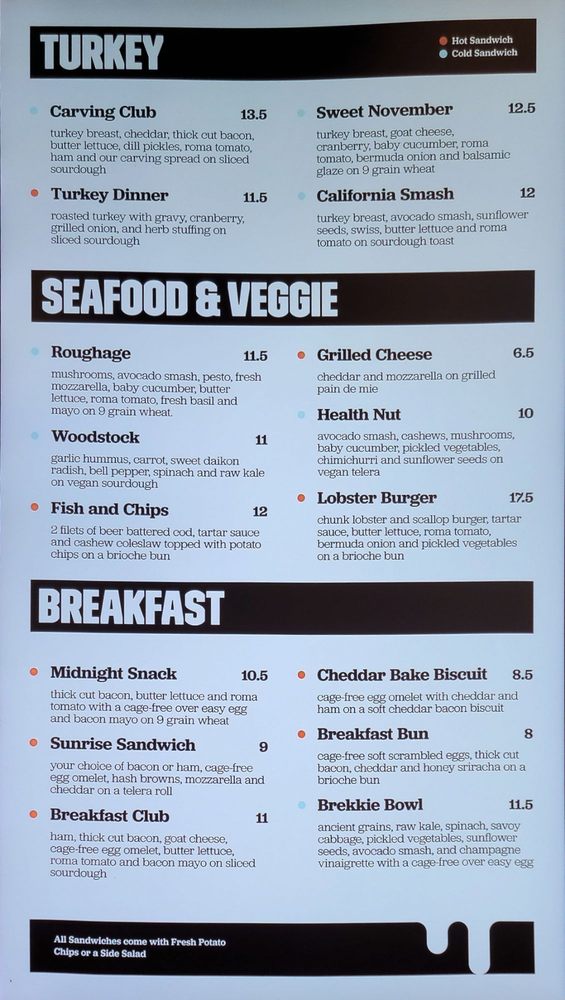 TURKEY
Hot Sandwich
Cold Sandwich
Carving Club 13.5
turkey breast, cheddar, thick cut bacon,
butter lettuce, dill pickles, roma tomato,
ham and our carving spread on sliced
sourdough
Turkey Dinner 11.5
roasted turkey with gravy, cranberry,
grilled onion, and herb stuffing on
sliced sourdough
Sweet November 12.5
turkey breast, goat cheese,
cranberry, baby cucumber, roma
tomato, bermuda onion and balsamic
glaze on 9 grain wheat
California Smash 12
turkey breast, avocado smash, sunflower
seeds, swiss, butter lettuce and roma
tomato on sourdough toast
SEAFOOD & VEGGIE
Roughage 11.5
mushrooms, avocado smash, pesto, fresh
mozzarella, baby cucumber, butter
lettuce, roma tomato, fresh basil and
mayo on 9 grain wheat.
Woodstock 11
garlic hummus, carrot, sweet daikon
radish, bell pepper, spinach and raw kale
on vegan sourdough
Fish and Chips 12
2 filets of beer battered cod, tartar sauce
and cashew coleslaw topped with potato
chips on a brioche bun
Grilled Cheese 6.5
cheddar and mozzarella on grilled
pain de mie
Health Nut 10
avocado smash, cashews, mushrooms,
baby cucumber, pickled vegetables,
chimichurri and sunflower seeds on
vegan telera
Lobster Burger 17.5
chunk lobster and scallop burger, tartar
sauce, butter lettuce, roma tomato,
bermuda onion and pickled vegetables
on a brioche bun
BREAKFAST
Midnight Snack 10.5
thick cut bacon, butter lettuce and roma
tomato with a cage-free over easy egg
and bacon mayo on 9 grain wheat
Sunrise Sandwich 9
your choice of bacon or ham, cage-free
egg omelet, hash browns, mozzarella and
cheddar on a telera roll
Breakfast Club 11
ham, thick cut bacon, goat cheese,
cage-free egg omelet, butter lettuce,
roma tomato and bacon mayo on sliced
sourdough
Cheddar Bake Biscuit 8.5
cage-free egg omelet with cheddar and
ham on a soft cheddar bacon biscuit
Breakfast Bun 8
cage-free soft scrambled eggs, thick cut
bacon, cheddar and honey sriracha on a
brioche bun
Brekkie Bowl 11.5
ancient grains, raw kale, spinach, savoy
cabbage, pickled vegetables, sunflower
seeds, avocado smash, and champagne
vinaigrette with a cage-free over easy egg
All Sandwiches come with Fresh Potato
Chips or a Side Salad